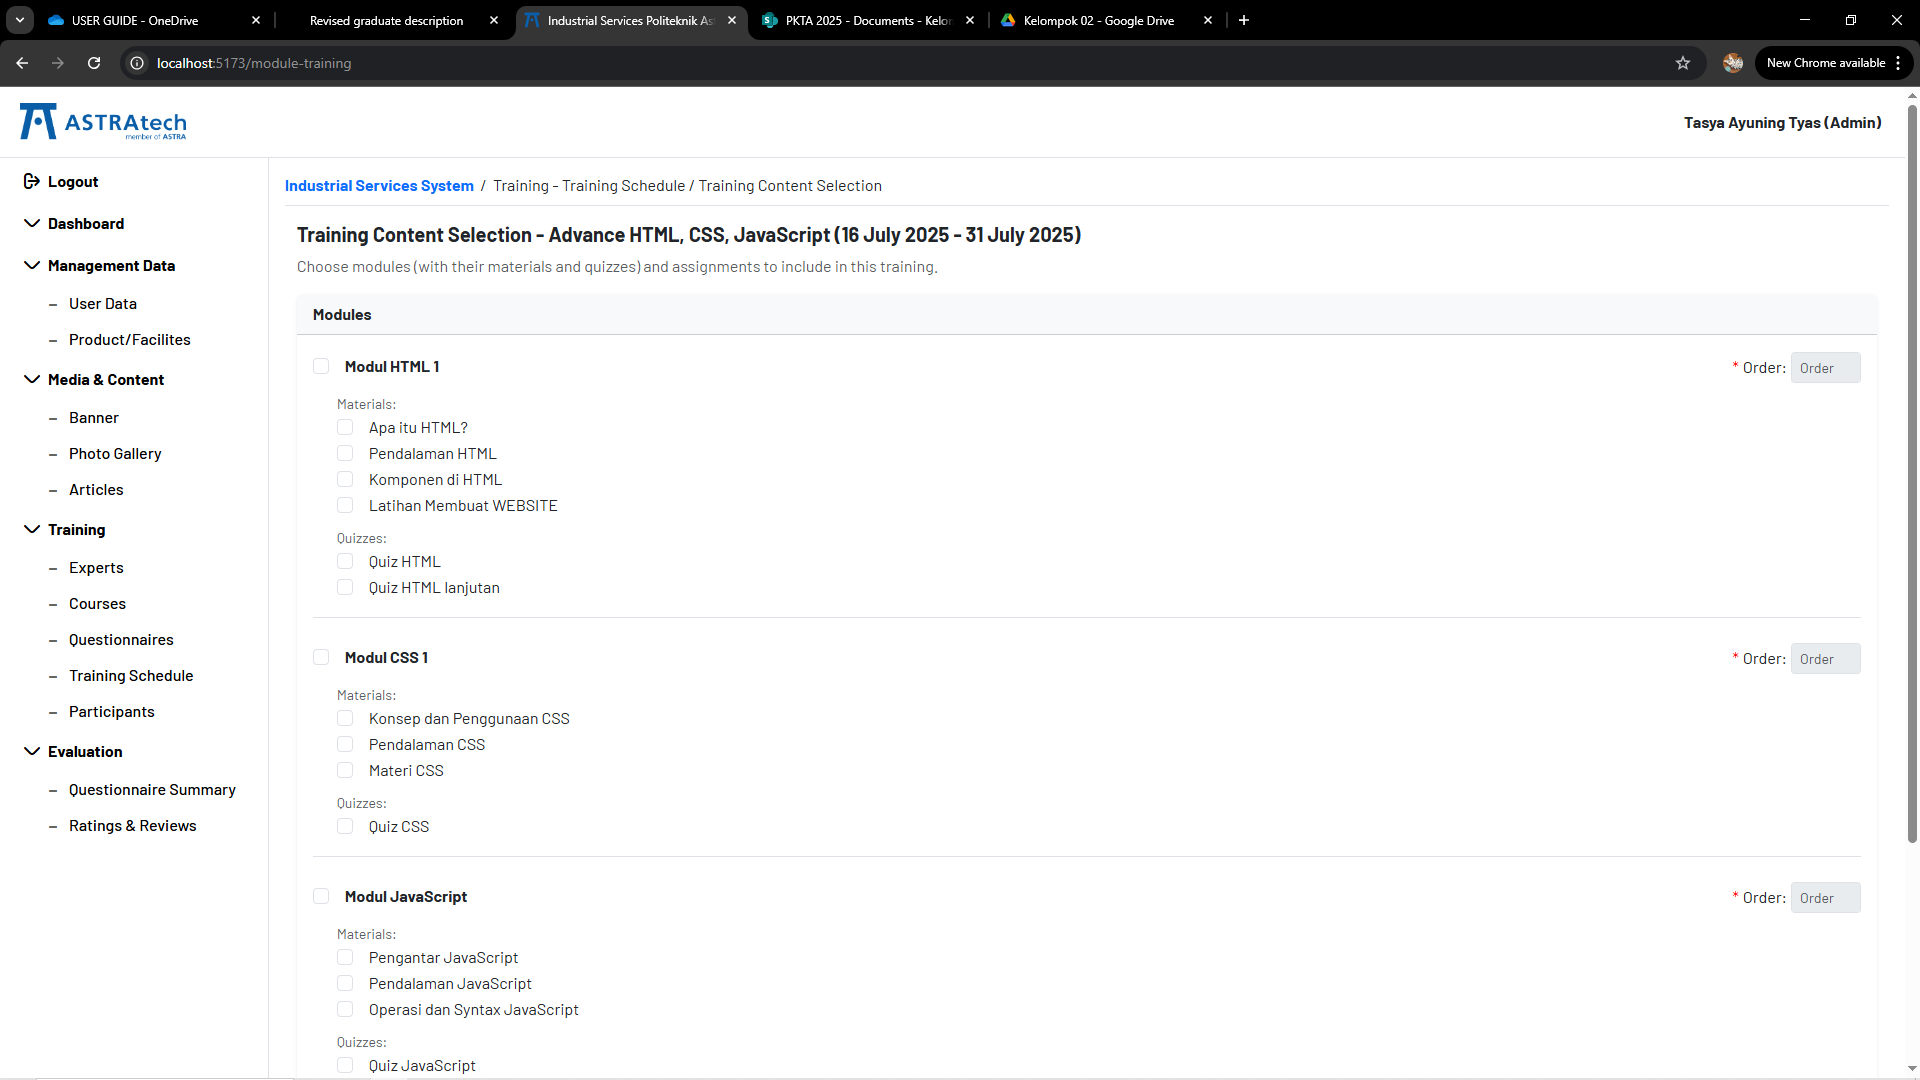 USER GUIDE - OneDrive
Revised graduate description
Industrial Services Politeknik As
PKTA 2025 - Documents - Kelo
Kelompok 02 - Google Drive
localhost:5173/module-training
New Chrome available
ASTRAtech
member of ASTRA
Tasya Ayuning Tyas (Admin)
Logout
Dashboard
Management Data
– User Data
– Product/Facilites
Media & Content
– Banner
– Photo Gallery
– Articles
Training
– Experts
– Courses
– Questionnaires
– Training Schedule
– Participants
Evaluation
– Questionnaire Summary
– Ratings & Reviews
Industrial Services System / Training - Training Schedule / Training Content Selection
Training Content Selection - Advance HTML, CSS, JavaScript (16 July 2025 - 31 July 2025)
Choose modules (with their materials and quizzes) and assignments to include in this training.
Modules
Modul HTML 1
* Order: Order
Materials:
Apa itu HTML?
Pendalaman HTML
Komponen di HTML
Latihan Membuat WEBSITE
Quizzes:
Quiz HTML
Quiz HTML lanjutan
Modul CSS 1
* Order: Order
Materials:
Konsep dan Penggunaan CSS
Pendalaman CSS
Materi CSS
Quizzes:
Quiz CSS
Modul JavaScript
* Order: Order
Materials:
Pengantar JavaScript
Pendalaman JavaScript
Operasi dan Syntax JavaScript
Quizzes:
Quiz JavaScript